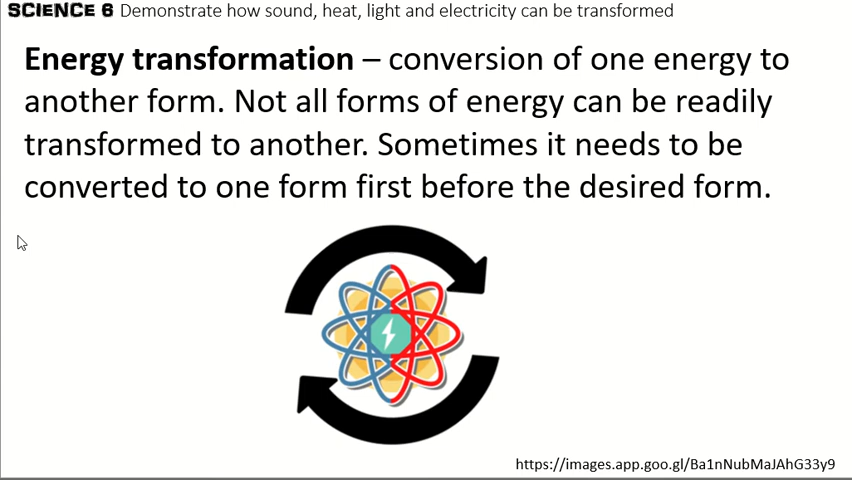 SCIENCE 6 Demonstrate how sound, heat, light and electricity can be transformed
Energy transformation – conversion of one energy to
another form. Not all forms of energy can be readily
transformed to another. Sometimes it needs to be
converted to one form first before the desired form.
https://images.app.goo.gl/Ba1nNubMaJAhG33y9